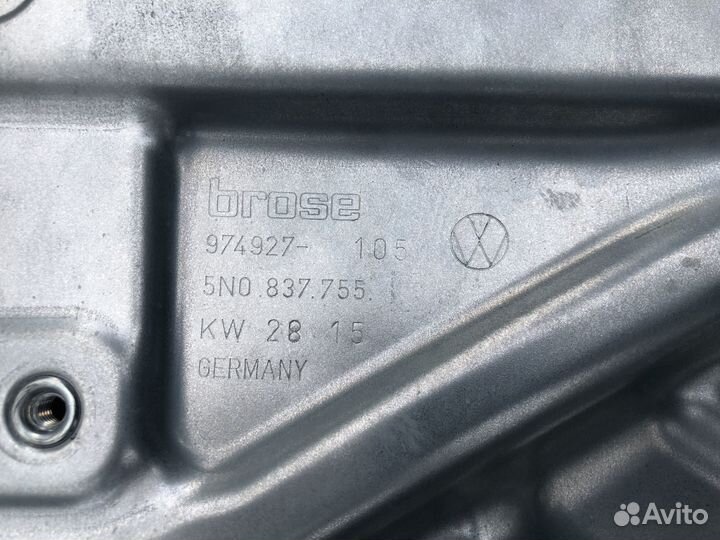 brose
974927- 105
5N0.837.755.
KW 28 15
GERMANY
Avito